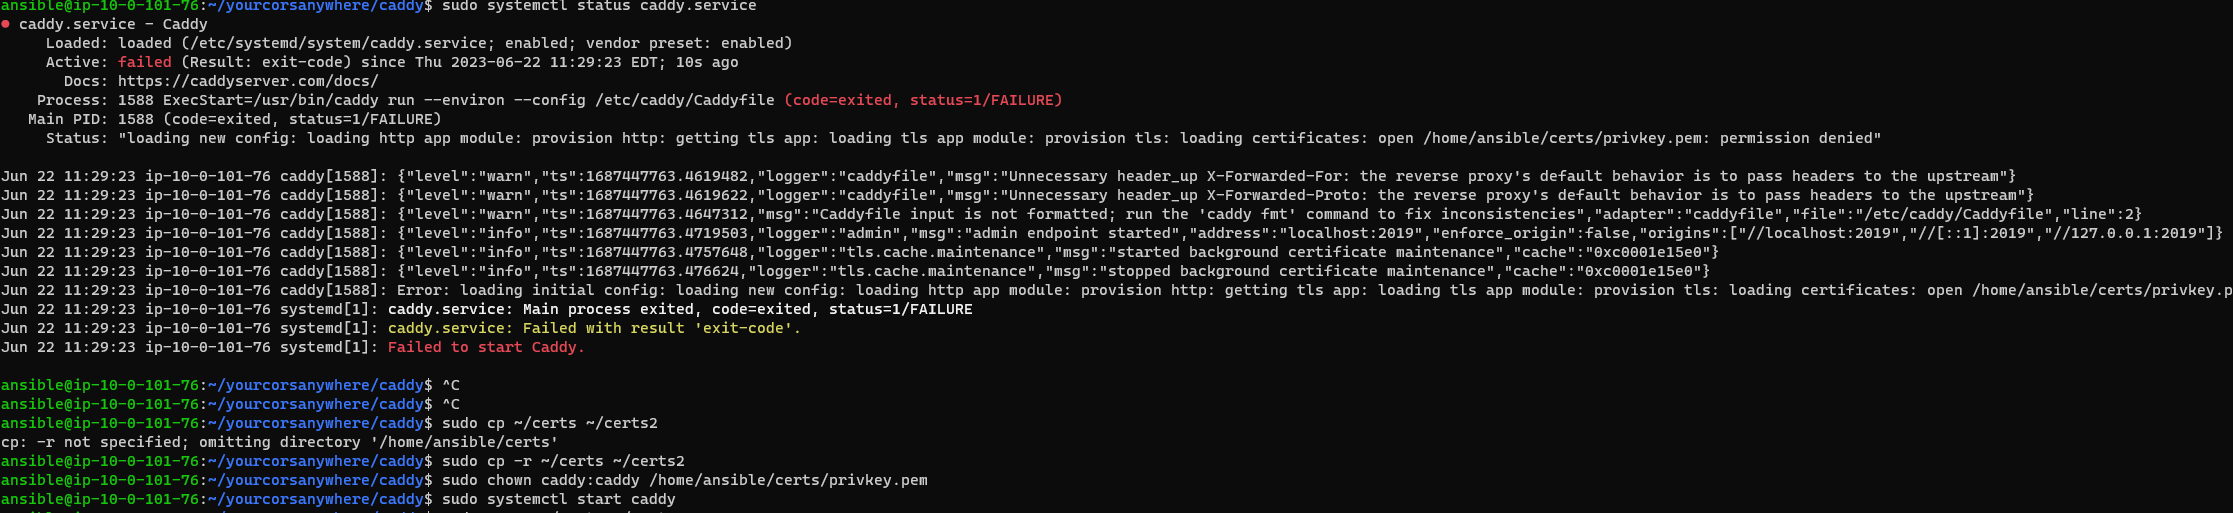 ansible@ip-10-0-101-76:~/yourcorsanywhere/caddy$ sudo systemctl status caddy.service
● caddy.service - Caddy
Loaded: loaded (/etc/systemd/system/caddy.service; enabled; vendor preset: enabled)
Active: failed (Result: exit-code) since Thu 2023-06-22 11:29:23 EDT; 10s ago
Docs: https://caddyserver.com/docs/
Process: 1588 ExecStart=/usr/bin/caddy run --environ --config /etc/caddy/Caddyfile (code=exited, status=1/FAILURE)
Main PID: 1588 (code=exited, status=1/FAILURE)
Status: "loading new config: loading http app module: provision http: getting tls app: loading tls app module: provision tls: loading certificates: open /home/ansible/certs/privkey.pem: permission denied"
Jun 22 11:29:23 ip-10-0-101-76 caddy[1588]: {"level":"warn","ts":1687447763.4619482,"logger":"caddyfile","msg":"Unnecessary header_up X-Forwarded-For: the reverse proxy's default behavior is to pass headers to the upstream"}
Jun 22 11:29:23 ip-10-0-101-76 caddy[1588]: {"level":"warn","ts":1687447763.4619622,"logger":"caddyfile","msg":"Unnecessary header_up X-Forwarded-Proto: the reverse proxy's default behavior is to pass headers to the upstream"}
Jun 22 11:29:23 ip-10-0-101-76 caddy[1588]: {"level":"warn","ts":1687447763.4647312,"msg":"Caddyfile input is not formatted; run the 'caddy fmt' command to fix inconsistencies","adapter":"caddyfile","file":"/etc/caddy/Caddyfile","line":2}
Jun 22 11:29:23 ip-10-0-101-76 caddy[1588]: {"level":"info","ts":1687447763.4719503,"logger":"admin","msg":"admin endpoint started","address":"localhost:2019","enforce_origin":false,"origins":["//localhost:2019","//[::1]:2019","//127.0.0.1:2019"]}
Jun 22 11:29:23 ip-10-0-101-76 caddy[1588]: {"level":"info","ts":1687447763.4757648,"logger":"tls.cache.maintenance","msg":"started background certificate maintenance","cache":"0xc0001e15e0"}
Jun 22 11:29:23 ip-10-0-101-76 caddy[1588]: {"level":"info","ts":1687447763.476624,"logger":"tls.cache.maintenance","msg":"stopped background certificate maintenance","cache":"0xc0001e15e0"}
Jun 22 11:29:23 ip-10-0-101-76 caddy[1588]: Error: loading initial config: loading new config: loading http app module: provision http: getting tls app: loading tls app module: provision tls: loading certificates: open /home/ansible/certs/privkey.p
Jun 22 11:29:23 ip-10-0-101-76 systemd[1]: caddy.service: Main process exited, code=exited, status=1/FAILURE
Jun 22 11:29:23 ip-10-0-101-76 systemd[1]: caddy.service: Failed with result 'exit-code'.
Jun 22 11:29:23 ip-10-0-101-76 systemd[1]: Failed to start Caddy.
ansible@ip-10-0-101-76:~/yourcorsanywhere/caddy$ ^C
ansible@ip-10-0-101-76:~/yourcorsanywhere/caddy$ ^C
ansible@ip-10-0-101-76:~/yourcorsanywhere/caddy$ sudo cp ~/certs ~/certs2
cp: -r not specified; omitting directory '/home/ansible/certs'
ansible@ip-10-0-101-76:~/yourcorsanywhere/caddy$ sudo cp -r ~/certs ~/certs2
ansible@ip-10-0-101-76:~/yourcorsanywhere/caddy$ sudo chown caddy:caddy /home/ansible/certs/privkey.pem
ansible@ip-10-0-101-76:~/yourcorsanywhere/caddy$ sudo systemctl start caddy